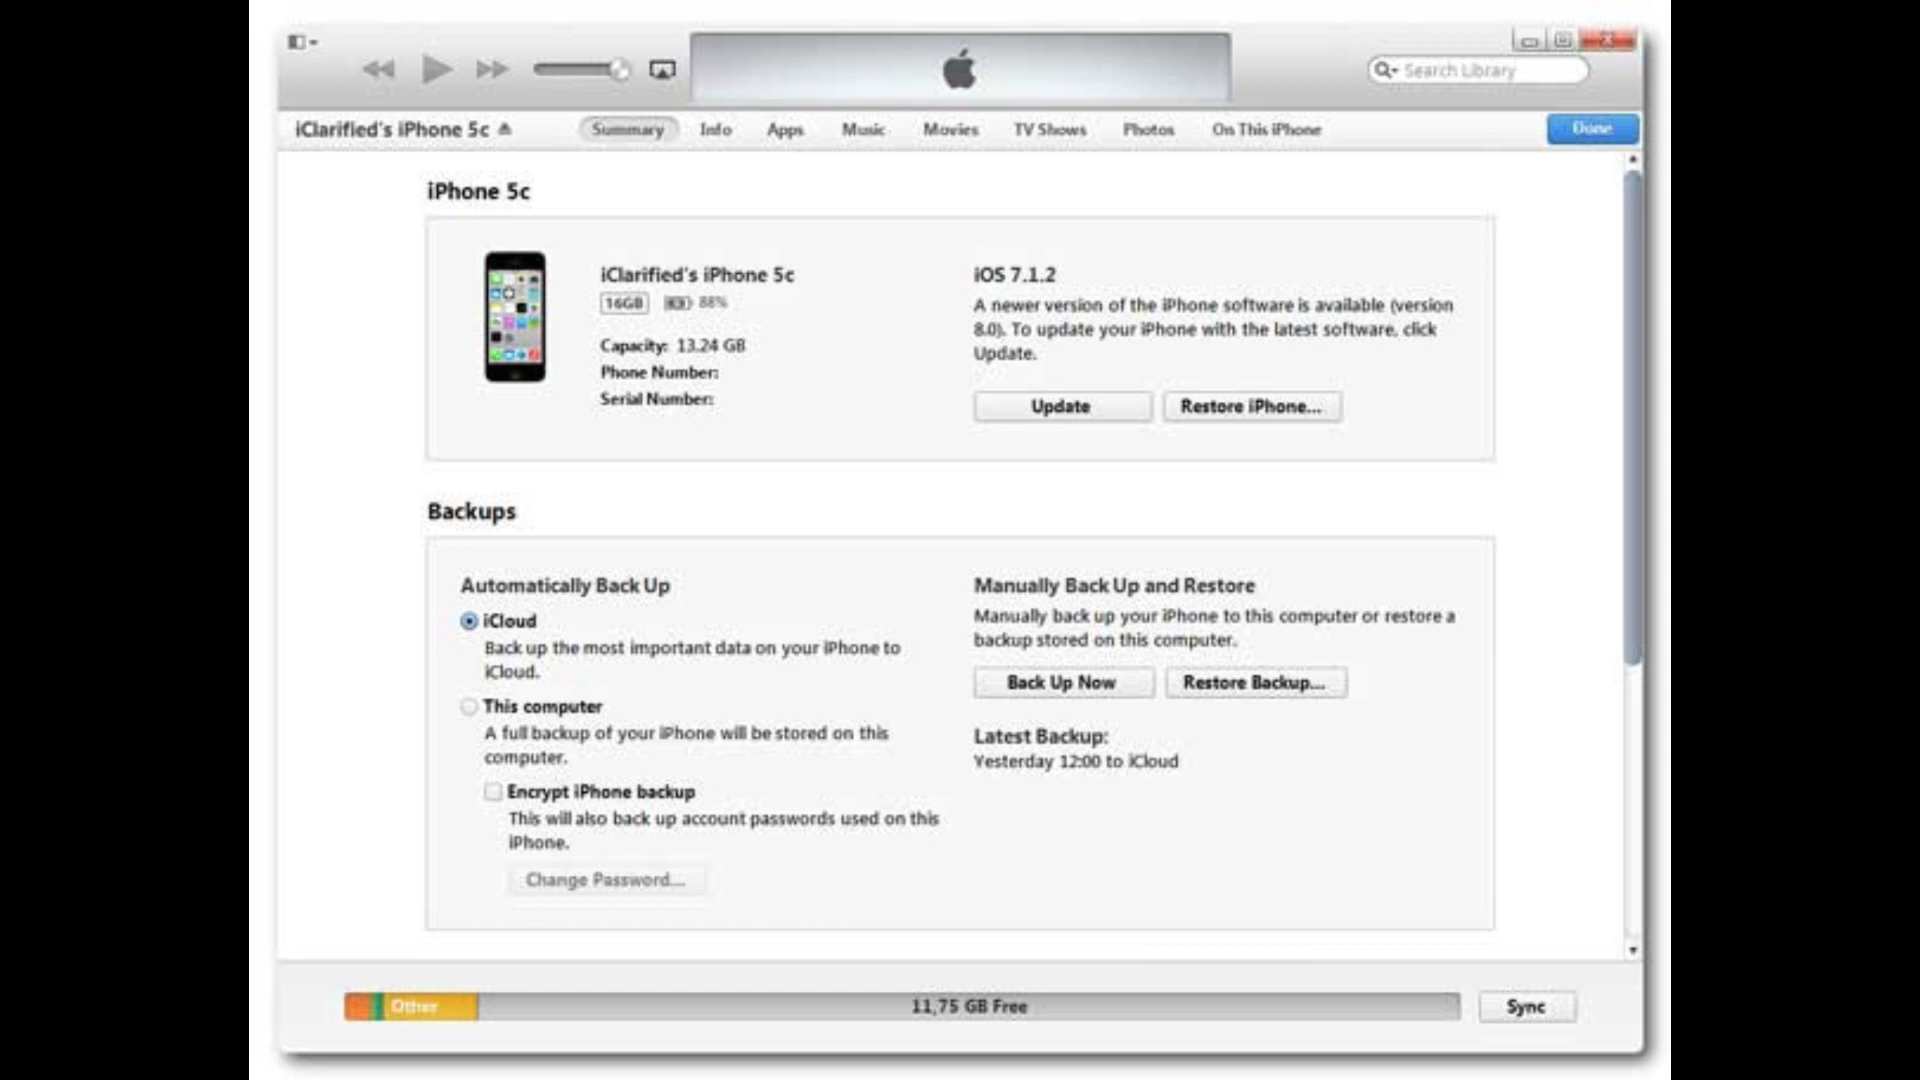 Search Library
iClarified's iPhone 5c
Summary
Info
Apps
Music
Movies
TV Shows
Photos
On This iPhone
Done
iPhone 5c
iClarified's iPhone 5c
16GB
88%
Capacity: 13.24 GB
Phone Number:
Serial Number:
iOS 7.1.2
A newer version of the iPhone software is available (version
8.0). To update your iPhone with the latest software, click
Update.
Update
Restore iPhone...
Backups
Automatically Back Up
iCloud
Back up the most important data on your iPhone to
iCloud.
This computer
A full backup of your iPhone will be stored on this
computer.
Encrypt iPhone backup
This will also back up account passwords used on this
iPhone.
Change Password...
Manually Back Up and Restore
Manually back up your iPhone to this computer or restore a
backup stored on this computer.
Back Up Now
Restore Backup...
Latest Backup:
Yesterday 12:00 to iCloud
Other
11,75 GB Free
Sync